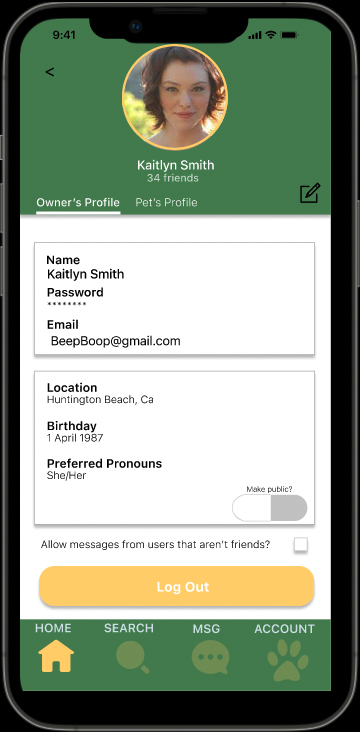 9:41
<
Kaitlyn Smith
34 friends
Owner's Profile Pet's Profile
Name
Kaitlyn Smith
Password
********
Email
BeepBoop@gmail.com
Location
Huntington Beach, Ca
Birthday
1 April 1987
Preferred Pronouns
She/Her
Make public?
Allow messages from users that aren't friends?
Log Out
HOME SEARCH MSG ACCOUNT